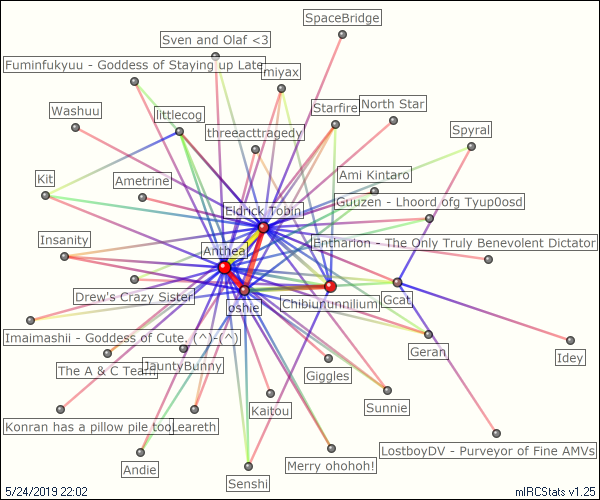 SpaceBridge
Sven and Olaf <3
Fuminfukyuu - Goddess of Staying up Late
miyax
Washuu
littlecog
Starfire
North Star
threeacttragedy
Spyral
Kit
Ametrine
Ami Kintaro
Guizen - Lhoord ofg Tyup0osd
Eldrick Tobin
Insanity
Anthea
Entharion - The Only Truly Benevolent Dictator
Drew's Crazy Sister
oshie
Chibiyunnilium
Gcat
Imaimashii - Goddess of Cute. (^)-(^)
Geran
Idey
The A & C Team
JauntyBunny
Giggles
Sunnie
Kaitou
Konran has a pillow pile too
Leareth
LostboyDV - Purveyor of Fine AMVs
Andie
Senshi
Merry ohohoh!
5/24/2019 22:02
mIRCStats v1.25